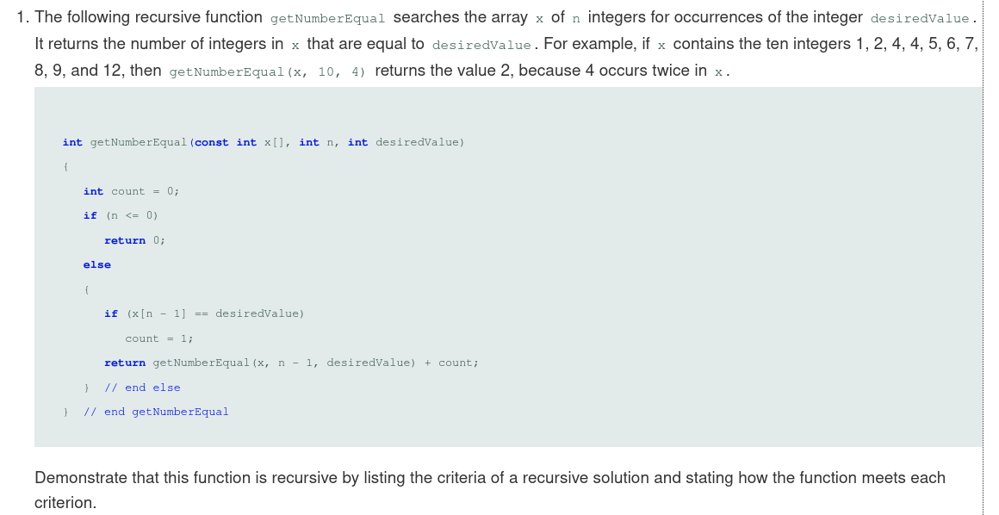 1. The following recursive function getNumberEqual searches the array x of n integers for occurrences of the integer desiredValue.
It returns the number of integers in x that are equal to desiredValue. For example, if x contains the ten integers 1, 2, 4, 4, 5, 6, 7,
8, 9, and 12, then getNumberEqual(x, 10, 4) returns the value 2, because 4 occurs twice in x.
int getNumberEqual(const int x[], int n, int desiredValue)
{
   int count = 0;
   if (n <= 0)
      return 0;
   else
   {
      if (x[n - 1] == desiredValue)
         count = 1;
      return getNumberEqual(x, n - 1, desiredValue) + count;
   }  // end else
}  // end getNumberEqual
Demonstrate that this function is recursive by listing the criteria of a recursive solution and stating how the function meets each
criterion.